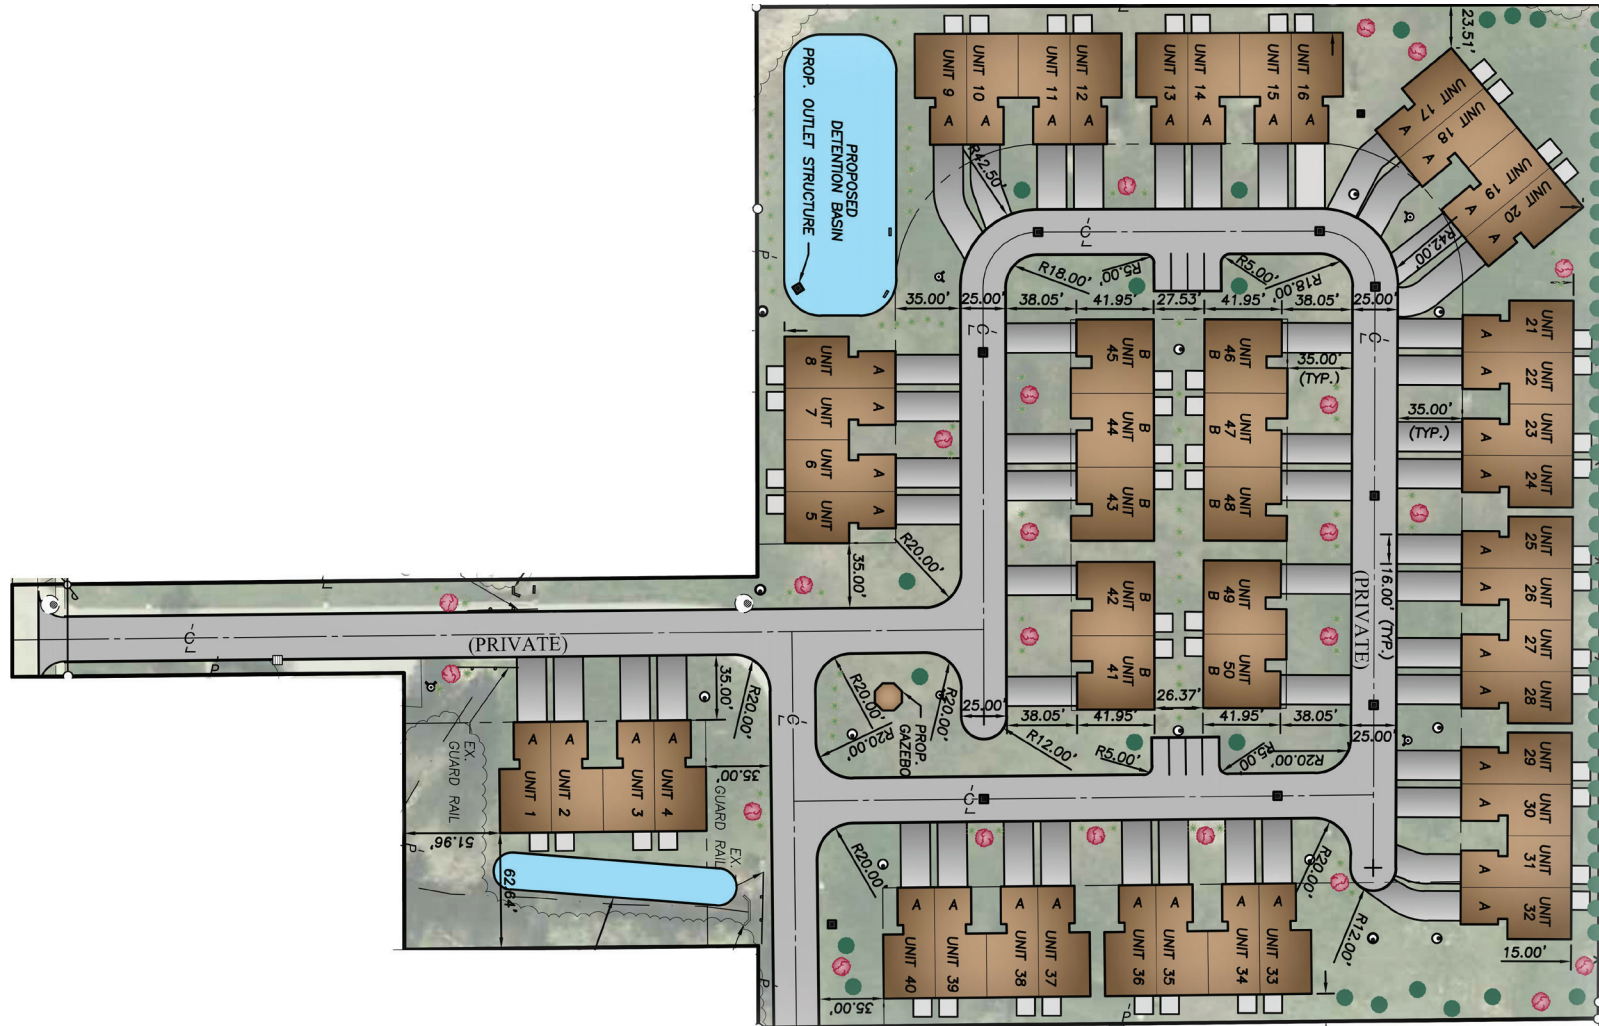 23.51'
UNIT 9
A
UNIT 10
A
UNIT 11
A
UNIT 12
A
UNIT 13
A
UNIT 14
A
UNIT 15
A
UNIT 16
A
UNIT 17
A
UNIT 18
A
UNIT 19
A
UNIT 20
A
PROPOSED
DETENTION BASIN
PROP. OUTLET STRUCTURE
R42.50'
R42.00'
C
L
R18.00'
R5.00'
R5.00'
R18.00'
35.00'
25.00'
38.05'
41.95'
27.53'
41.95'
38.05'
25.00'
C
L
C
L
UNIT
8
A
UNIT
7
A
UNIT
6
A
UNIT
5
A
UNIT
45
B
UNIT
44
B
UNIT
43
B
UNIT
42
B
UNIT
41
B
UNIT
46
B
UNIT
47
B
UNIT
48
B
UNIT
49
B
UNIT
50
B
35.00'
(TYP.)
35.00'
(TYP.)
UNIT
21
A
UNIT
22
A
UNIT
23
A
UNIT
24
A
UNIT
25
A
UNIT
26
A
UNIT
27
A
UNIT
28
A
UNIT
29
A
UNIT
30
A
UNIT
31
A
UNIT
32
A
16.00' (TYP.)
(PRIVATE)
R20.00'
35.00'
C
L
(PRIVATE)
P
35.00'
R20.00'
C
L
R20.00'
R20.00'
R20.00'
PROP.
GAZEBO
25.00'
38.05'
41.95'
26.37'
41.95'
38.05'
25.00'
R12.00'
R5.00'
R5.00'
R20.00'
C
L
EX.
GUARD RAIL
A
UNIT 1
A
UNIT 2
A
UNIT 3
A
UNIT 4
35.00'
EX.
GUARD RAIL
51.96'
62.64'
R20.00'
R20.00'
R12.00'
A
UNIT 40
A
UNIT 39
A
UNIT 38
A
UNIT 37
A
UNIT 36
A
UNIT 35
A
UNIT 34
A
UNIT 33
15.00'
35.00'
P
P
P
P